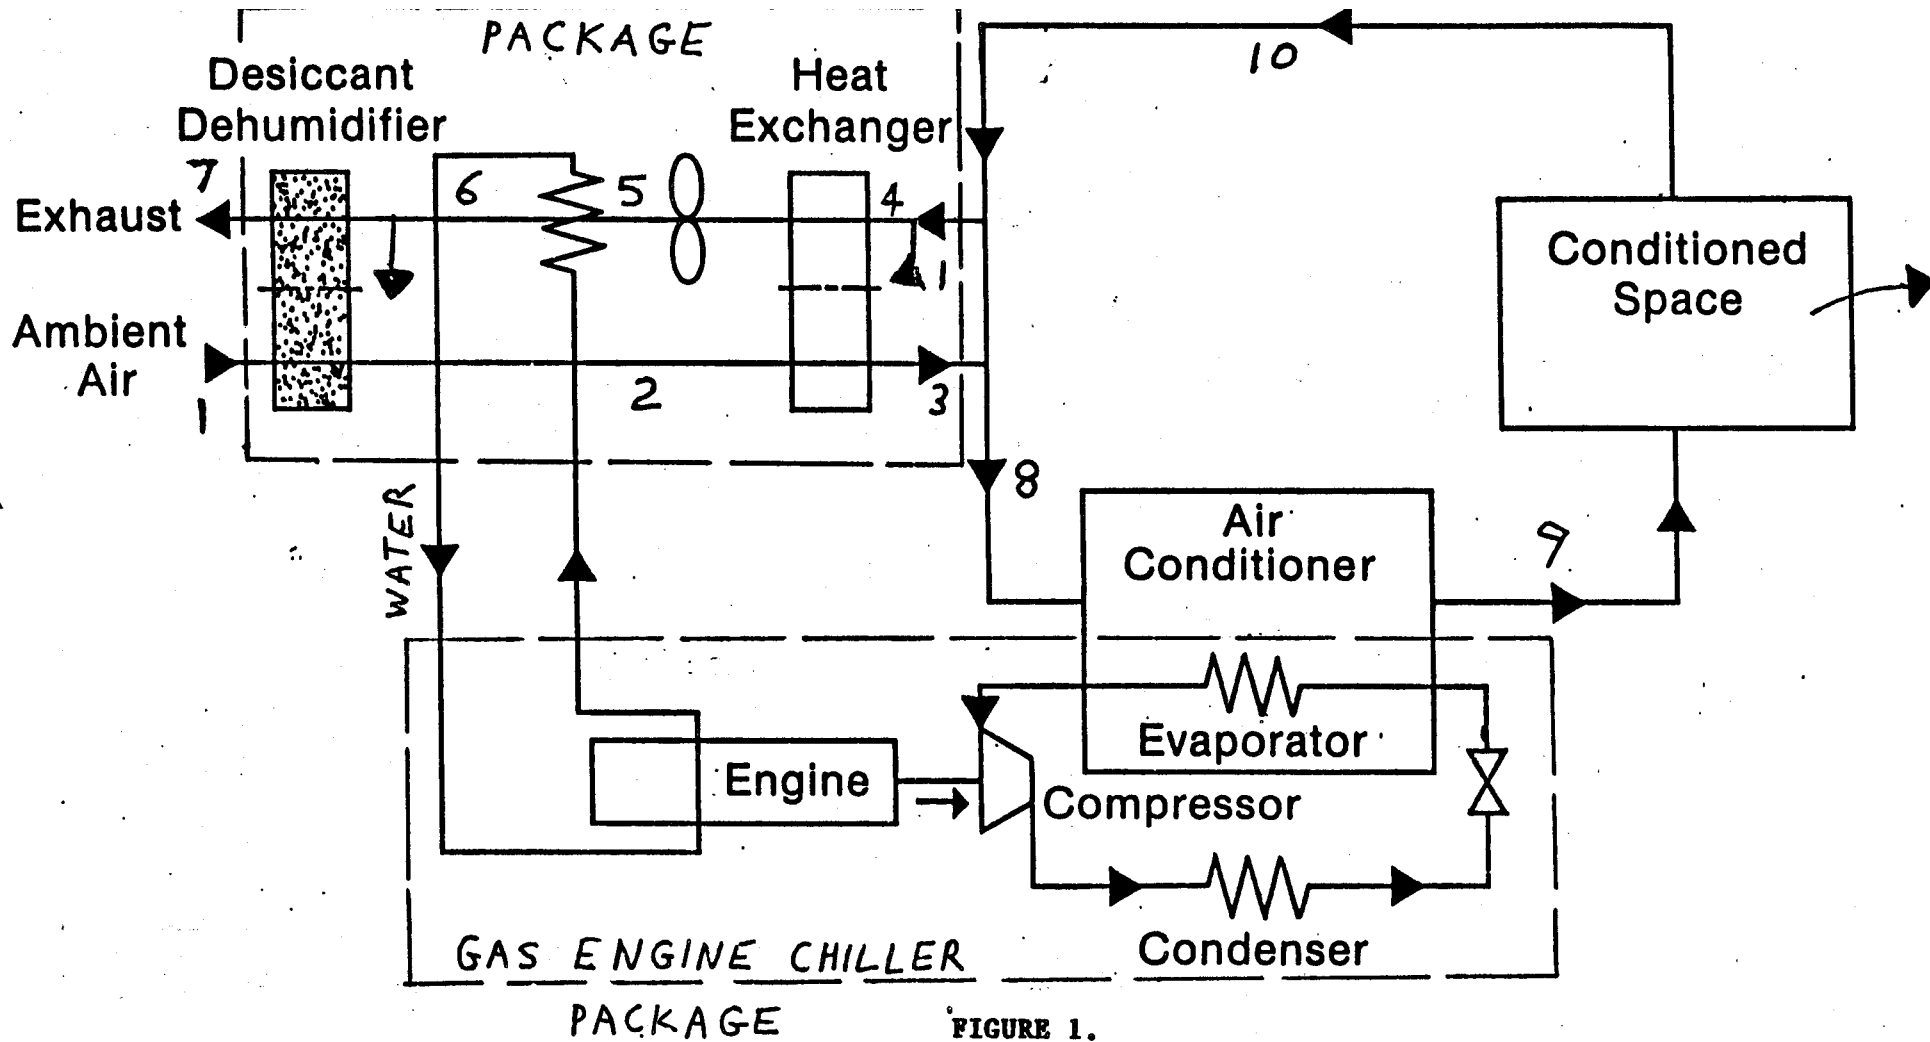 PACKAGE
10
Desiccant
Dehumidifier
Heat
Exchanger
7
6
5
4
Exhaust
1
Conditioned
Space
Ambient
Air
1
2
3
8
WATER
Air
Conditioner
9
Evaporator
Engine
Compressor
Condenser
GAS ENGINE CHILLER
PACKAGE
FIGURE 1.